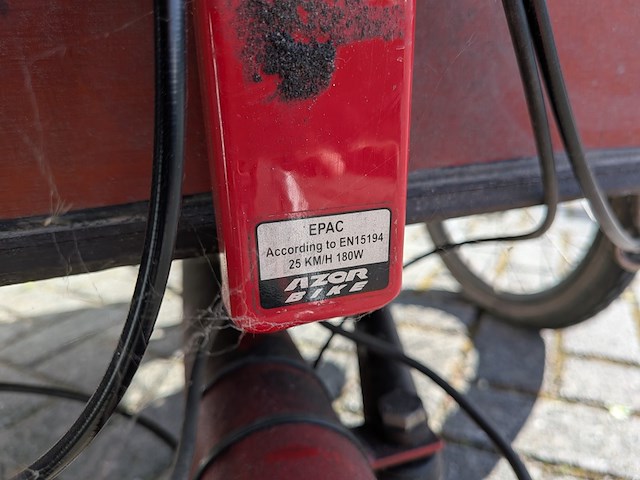 EPAC
According to EN15194
25 KM/H 180W
AZOR
BIKE